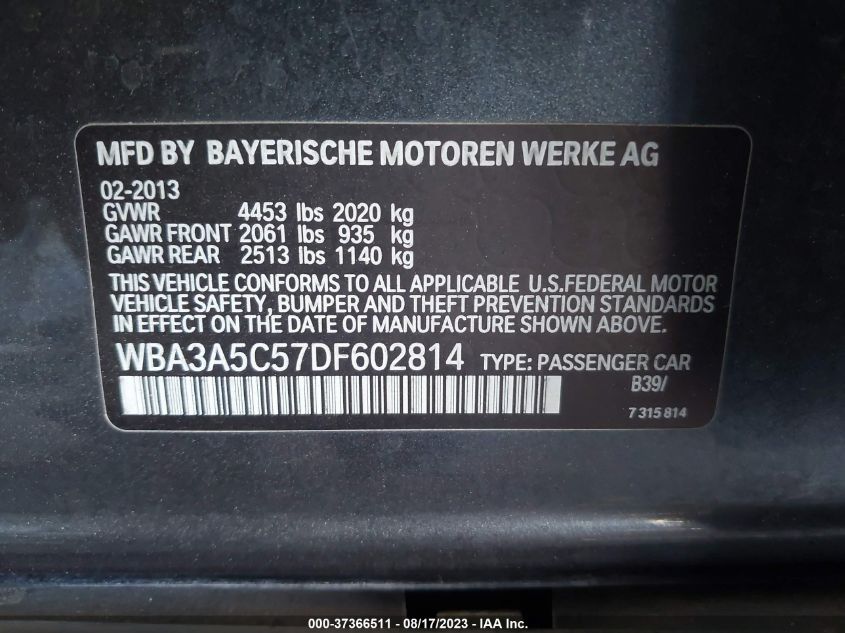 MFD BY BAYERISCHE MOTOREN WERKE AG
02-2013
GVWR 4453 lbs 2020 kg
GAWR FRONT 2061 lbs 935 kg
GAWR REAR 2513 lbs 1140 kg
THIS VEHICLE CONFORMS TO ALL APPLICABLE U.S.FEDERAL MOTOR
VEHICLE SAFETY, BUMPER AND THEFT PREVENTION STANDARDS
IN EFFECT ON THE DATE OF MANUFACTURE SHOWN ABOVE.
WBA3A5C57DF602814 TYPE: PASSENGER CAR
B39/
7 315 814
000-37366511 - 08/17/2023 - IAA Inc.